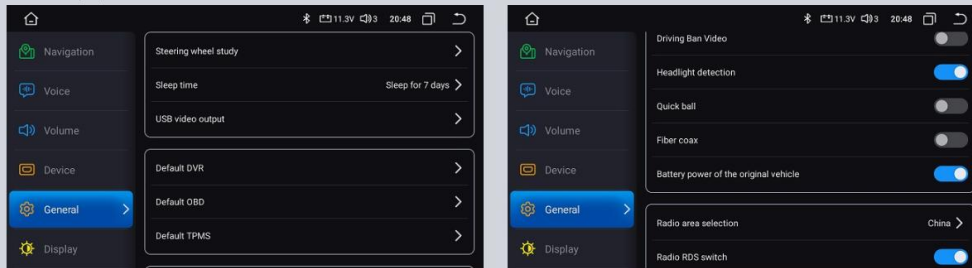 11.3V 3 20:48
Navigation
Voice
Volume
Device
General
Display
Steering wheel study
Sleep time Sleep for 7 days
USB video output
Default DVR
Default OBD
Default TPMS
11.3V 3 20:48
Navigation
Voice
Volume
Device
General
Display
Driving Ban Video
Headlight detection
Quick ball
Fiber coax
Battery power of the original vehicle
Radio area selection China
Radio RDS switch